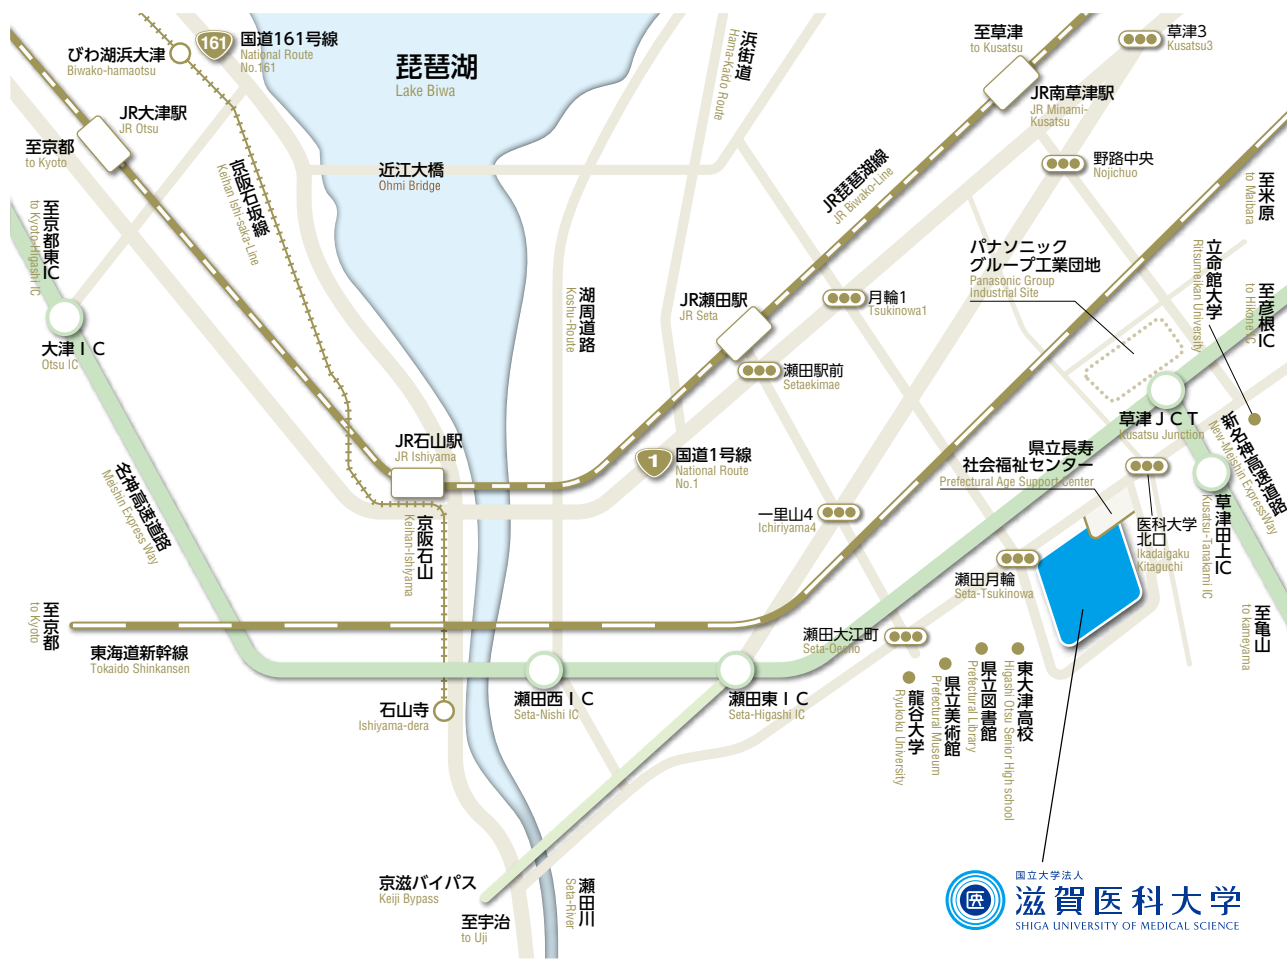 びわ湖浜大津
Biwako-hamaotsu
161
国道161号線
National Route
No.161
琵琶湖
Lake Biwa
浜街道
Hama-Kaido Route
至草津
to Kusatsu
草津3
Kusatsu3
JR大津駅
JR Otsu
至京都
to Kyoto
JR南草津駅
JR Minami-
Kusatsu
野路中央
Nojichuo
京阪石坂線
Keihan Ishi-saka-Line
近江大橋
Ohmi Bridge
JR琵琶湖線
JR Biwako-Line
至米原
to Maibara
至京都東IC
to Kyoto-Higashi IC
パナソニック
グループ工業団地
Panasonic Group
Industrial Site
立命館大学
Ritsumeikan University
至彦根IC
to Hikone IC
大津ＩＣ
Otsu IC
湖周道路
Koshu-Route
JR瀬田駅
JR Seta
月輪1
Tsukinowa1
瀬田駅前
Setaekimae
草津ＪＣＴ
Kusatsu Junction
新名神高速道路
New-Meishin ExpressWay
JR石山駅
JR Ishiyama
1
国道1号線
National Route
No.1
県立長寿
社会福祉センター
Prefectural Age Support Center
名神高速道路
Meishin Express Way
京阪石山
Keihan-Ishiyama
一里山4
Ichiriyama4
医科大学
北口
Ikadaigaku
Kitaguchi
草津田上IC
Kusatsu-Tanakami IC
瀬田月輪
Seta-Tsukinowa
至京都
to Kyoto
東海道新幹線
Tokaido Shinkansen
瀬田大江町
Seta-Oecho
至亀山
to kameyama
石山寺
Ishiyama-dera
瀬田西ＩＣ
Seta-Nishi IC
瀬田東ＩＣ
Seta-Higashi IC
龍谷大学
Ryukoku University
県立美術館
Prefectural Museum
県立図書館
Prefectural Library
東大津高校
Higashi Otsu Senior High school
京滋バイパス
Keiji Bypass
至宇治
to Uji
瀬田川
Seta-River
医
国立大学法人
滋賀医科大学
SHIGA UNIVERSITY OF MEDICAL SCIENCE